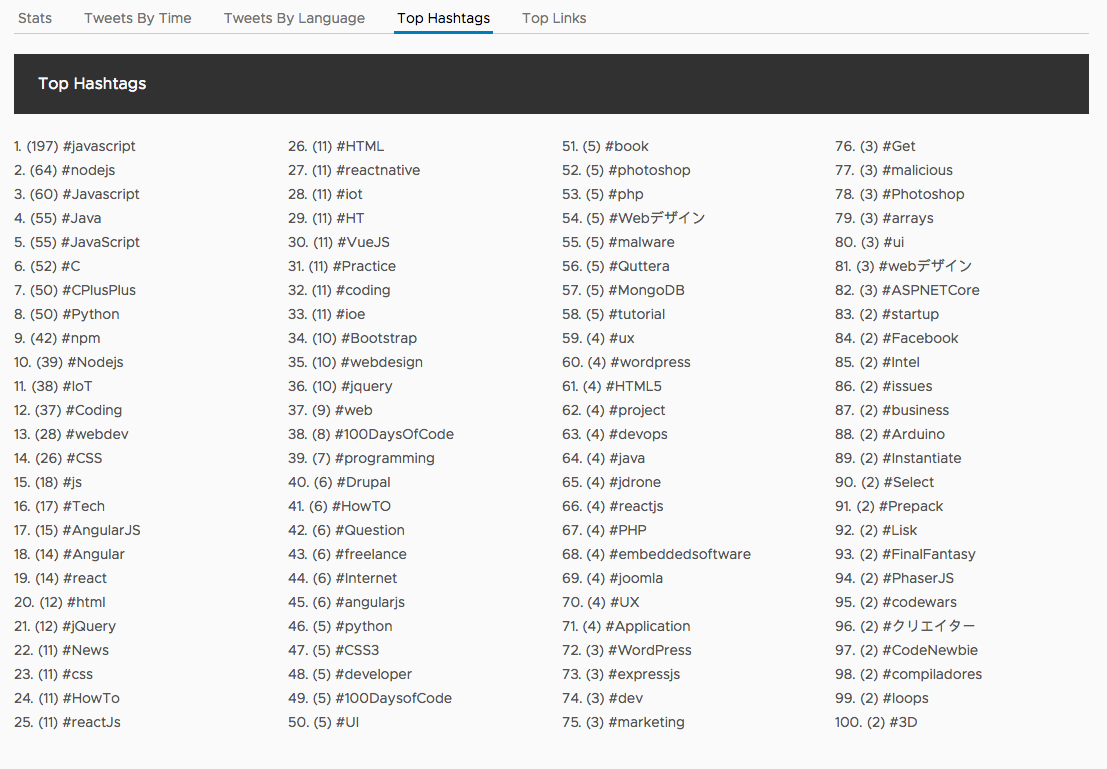 Stats Tweets By Time Tweets By Language Top Hashtags Top Links
Top Hashtags
1. (197) #javascript
2. (64) #nodejs
3. (60) #Javascript
4. (55) #Java
5. (55) #JavaScript
6. (52) #C
7. (50) #CPlusPlus
8. (50) #Python
9. (42) #npm
10. (39) #Nodejs
11. (38) #IoT
12. (37) #Coding
13. (28) #webdev
14. (26) #CSS
15. (18) #js
16. (17) #Tech
17. (15) #AngularJS
18. (14) #Angular
19. (14) #react
20. (12) #html
21. (12) #jQuery
22. (11) #News
23. (11) #css
24. (11) #HowTo
25. (11) #reactJs
26. (11) #HTML
27. (11) #reactnative
28. (11) #iot
29. (11) #HT
30. (11) #VueJS
31. (11) #Practice
32. (11) #coding
33. (11) #ioe
34. (10) #Bootstrap
35. (10) #webdesign
36. (10) #jquery
37. (9) #web
38. (8) #100DaysOfCode
39. (7) #programming
40. (6) #Drupal
41. (6) #HowTO
42. (6) #Question
43. (6) #freelance
44. (6) #Internet
45. (6) #angularjs
46. (5) #python
47. (5) #CSS3
48. (5) #developer
49. (5) #100DaysofCode
50. (5) #UI
51. (5) #book
52. (5) #photoshop
53. (5) #php
54. (5) #Webデザイン
55. (5) #malware
56. (5) #Quttera
57. (5) #MongoDB
58. (5) #tutorial
59. (4) #ux
60. (4) #wordpress
61. (4) #HTML5
62. (4) #project
63. (4) #devops
64. (4) #java
65. (4) #jdrone
66. (4) #reactjs
67. (4) #PHP
68. (4) #embeddedsoftware
69. (4) #joomla
70. (4) #UX
71. (4) #Application
72. (3) #WordPress
73. (3) #expressjs
74. (3) #dev
75. (3) #marketing
76. (3) #Get
77. (3) #malicious
78. (3) #Photoshop
79. (3) #arrays
80. (3) #ui
81. (3) #webデザイン
82. (3) #ASPNETCore
83. (2) #startup
84. (2) #Facebook
85. (2) #Intel
86. (2) #issues
87. (2) #business
88. (2) #Arduino
89. (2) #Instantiate
90. (2) #Select
91. (2) #Prepack
92. (2) #Lisk
93. (2) #FinalFantasy
94. (2) #PhaserJS
95. (2) #codewars
96. (2) #クリエイター
97. (2) #CodeNewbie
98. (2) #compiladores
99. (2) #loops
100. (2) #3D